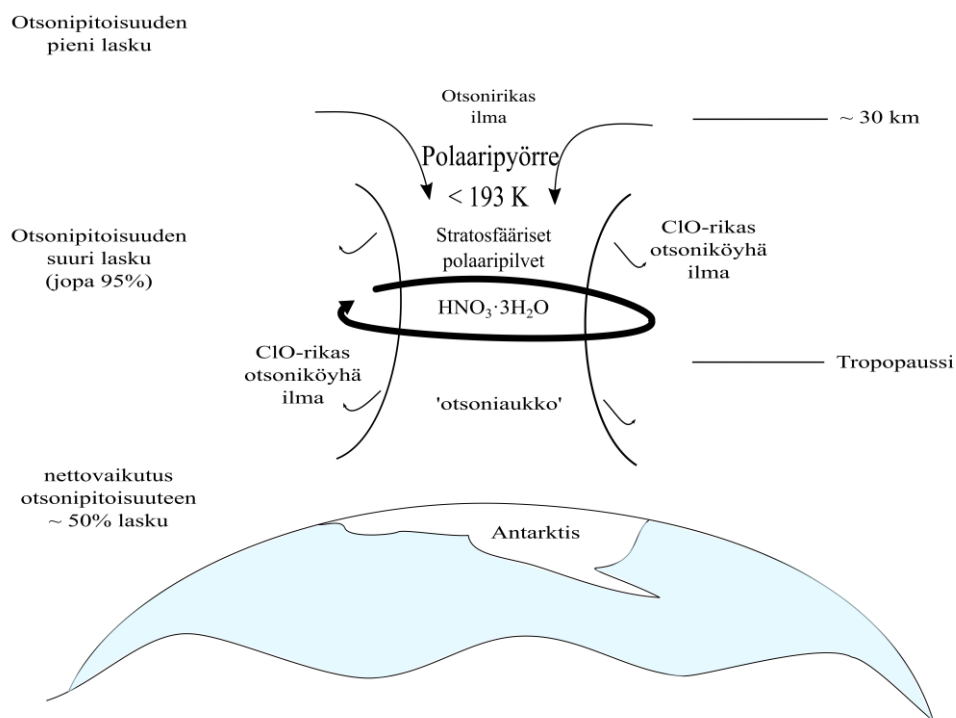 Otsonipitoisuuden
pieni lasku
Otsonirikas
ilma
~ 30 km
Polaaripyörre
< 193 K
Otsonipitoisuuden
suuri lasku
(jopa 95%)
Stratosfääriset
polaaripilvet
ClO-rikas
otsoniköyhä
ilma
HNO₃·3H₂O
ClO-rikas
otsoniköyhä
ilma
Tropopaussi
'otsoniaukko'
nettovaikutus
otsonipitoisuuteen
~ 50% lasku
Antarktis